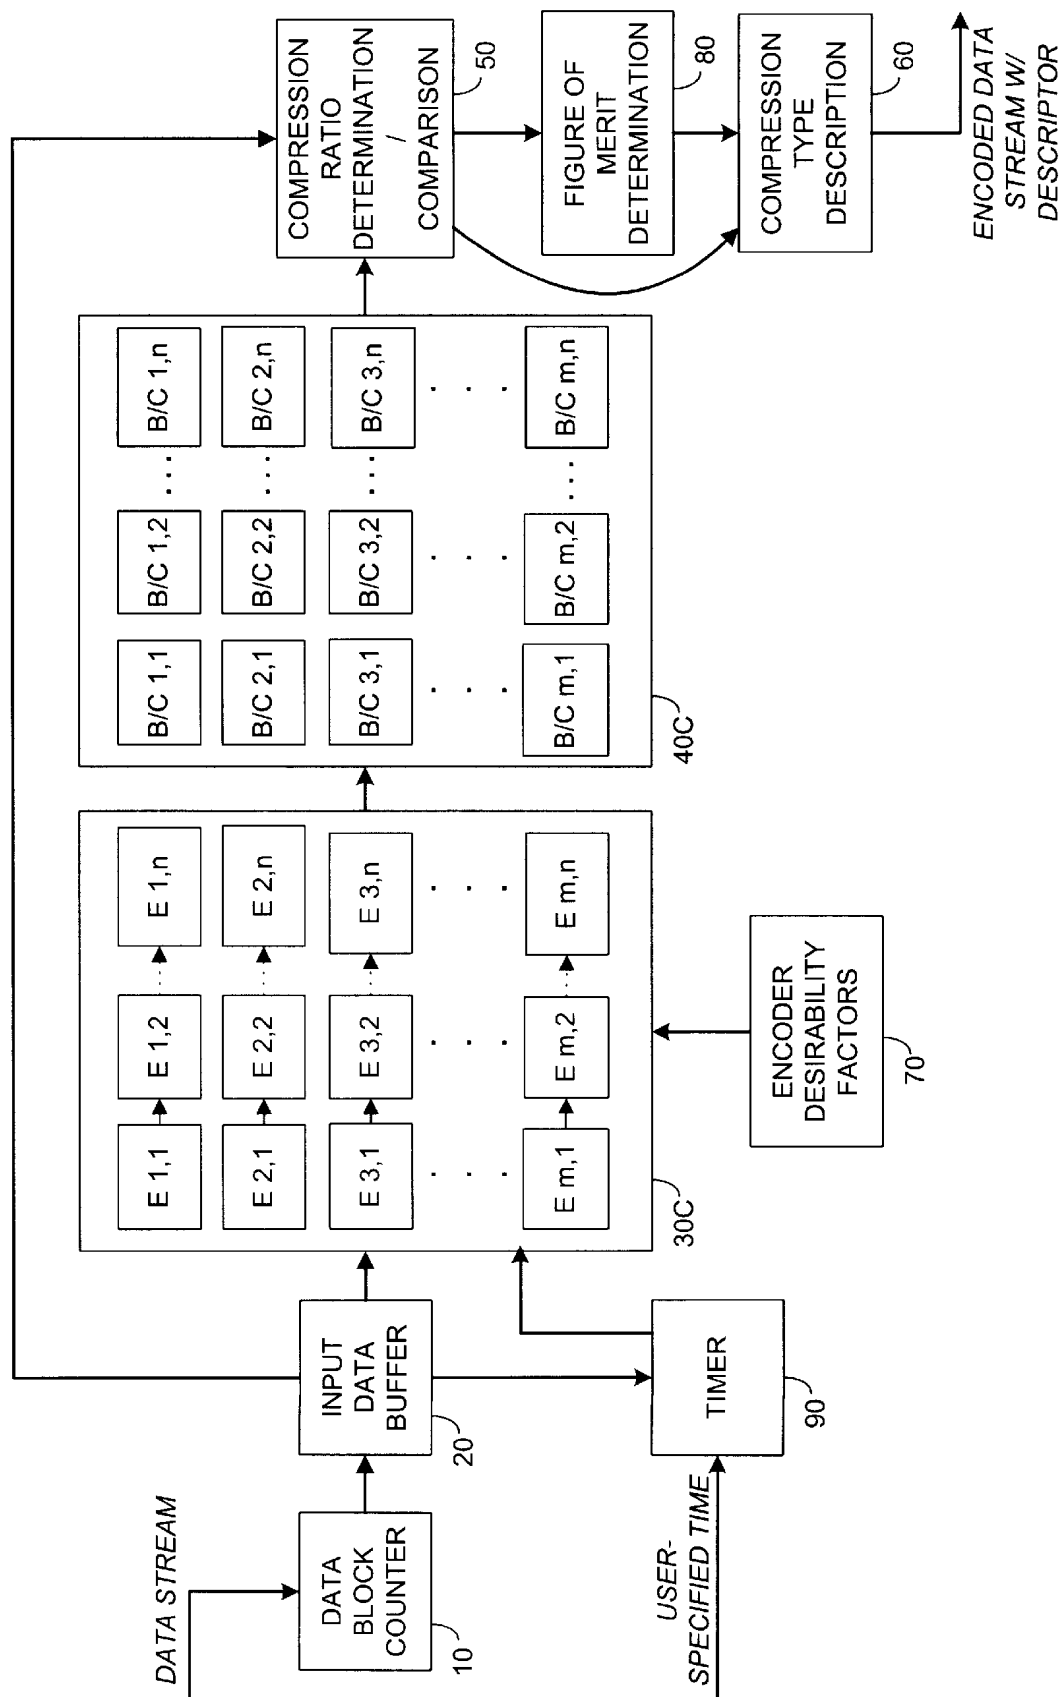 DATA STREAM
DATA
BLOCK
COUNTER
10
INPUT
DATA
BUFFER
20
USER-
SPECIFIED TIME
TIMER
90
E 1,1
E 1,2
E 1,n
E 2,1
E 2,2
E 2,n
E 3,1
E 3,2
E 3,n
. . .
. . .
. . .
E m,1
E m,2
E m,n
30C
ENCODER
DESIRABILITY
FACTORS
70
B/C 1,1
B/C 1,2
...
B/C 1,n
B/C 2,1
B/C 2,2
...
B/C 2,n
B/C 3,1
B/C 3,2
...
B/C 3,n
. . .
. . .
. . .
B/C m,1
B/C m,2
...
B/C m,n
40C
COMPRESSION
RATIO
DETERMINATION
/
COMPARISON
50
FIGURE OF
MERIT
DETERMINATION
80
COMPRESSION
TYPE
DESCRIPTION
60
ENCODED DATA
STREAM W/
DESCRIPTOR